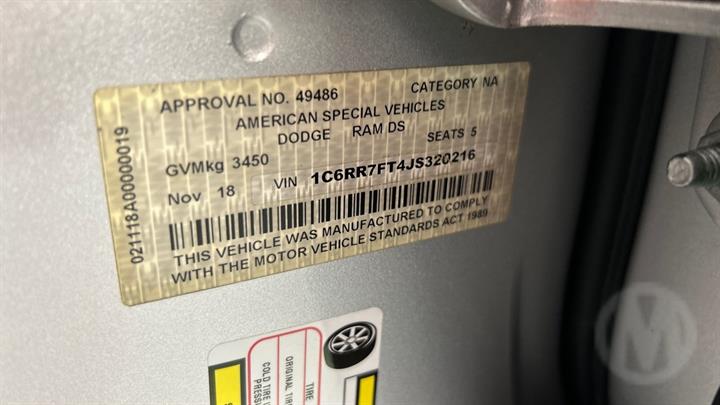 APPROVAL NO. 49486 CATEGORY NA
AMERICAN SPECIAL VEHICLES
DODGE RAM DS
GVMkg 3450 SEATS 5
Nov 18 VIN 1C6RR7FT4JS320216
THIS VEHICLE WAS MANUFACTURED TO COMPLY
WITH THE MOTOR VEHICLE STANDARDS ACT 1989
021118A00000019
TIRE
ORIGINAL TIR
COLD TIRE
PRESS
M